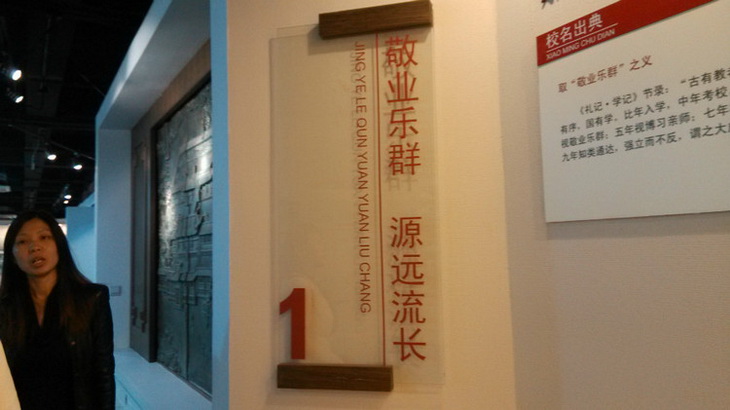 敬业乐群 源远流长
JING YE LE QUN YUAN YUAN LIU CHANG
1
校名出典
XIAO MING CHU DIAN
取“敬业乐群”之义
《礼记·学记》节录：“古有教
有序，国有学。比年入学，中年考校
视敬业乐群；五年视博习亲师；七年
九年知类通达，强立而不反，谓之大